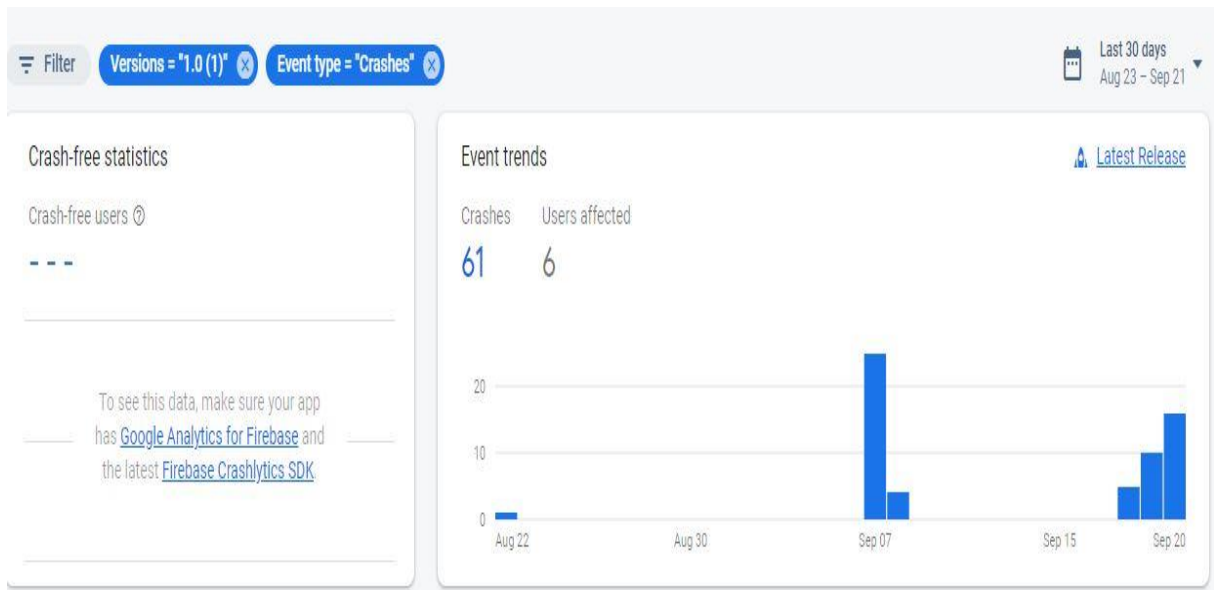 Filter
Versions = "1.0 (1)"
Event type = "Crashes"
Last 30 days
Aug 23 – Sep 21
Crash-free statistics
Crash-free users
---
To see this data, make sure your app
has Google Analytics for Firebase and
the latest Firebase Crashlytics SDK
Event trends
Latest Release
Crashes Users affected
61 6
20
10
0
Aug 22 Aug 30 Sep 07 Sep 15 Sep 20